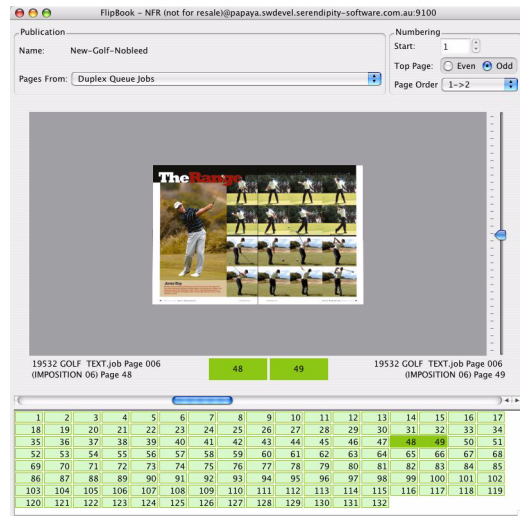 FlipBook - NFR (not for resale)@papaya.swdevel.serendipity-software.com.au:9100
Publication
Name: New-Golf-Nobleed
Pages From: Duplex Queue Jobs
Numbering
Start: 1
Top Page: Even Odd
Page Order 1->2
The Range
19532 GOLF TEXT.job Page 006
(IMPOSITION 06) Page 48
48 49
19532 GOLF TEXT.job Page 006
(IMPOSITION 06) Page 49
1 2 3 4 5 6 7 8 9 10 11 12 13 14 15 16 17
18 19 20 21 22 23 24 25 26 27 28 29 30 31 32 33 34
35 36 37 38 39 40 41 42 43 44 45 46 47 48 49 50 51
52 53 54 55 56 57 58 59 60 61 62 63 64 65 66 67 68
69 70 71 72 73 74 75 76 77 78 79 80 81 82 83 84 85
86 87 88 89 90 91 92 93 94 95 96 97 98 99 100 101 102
103 104 105 106 107 108 109 110 111 112 113 114 115 116 117 118 119
120 121 122 123 124 125 126 127 128 129 130 131 132